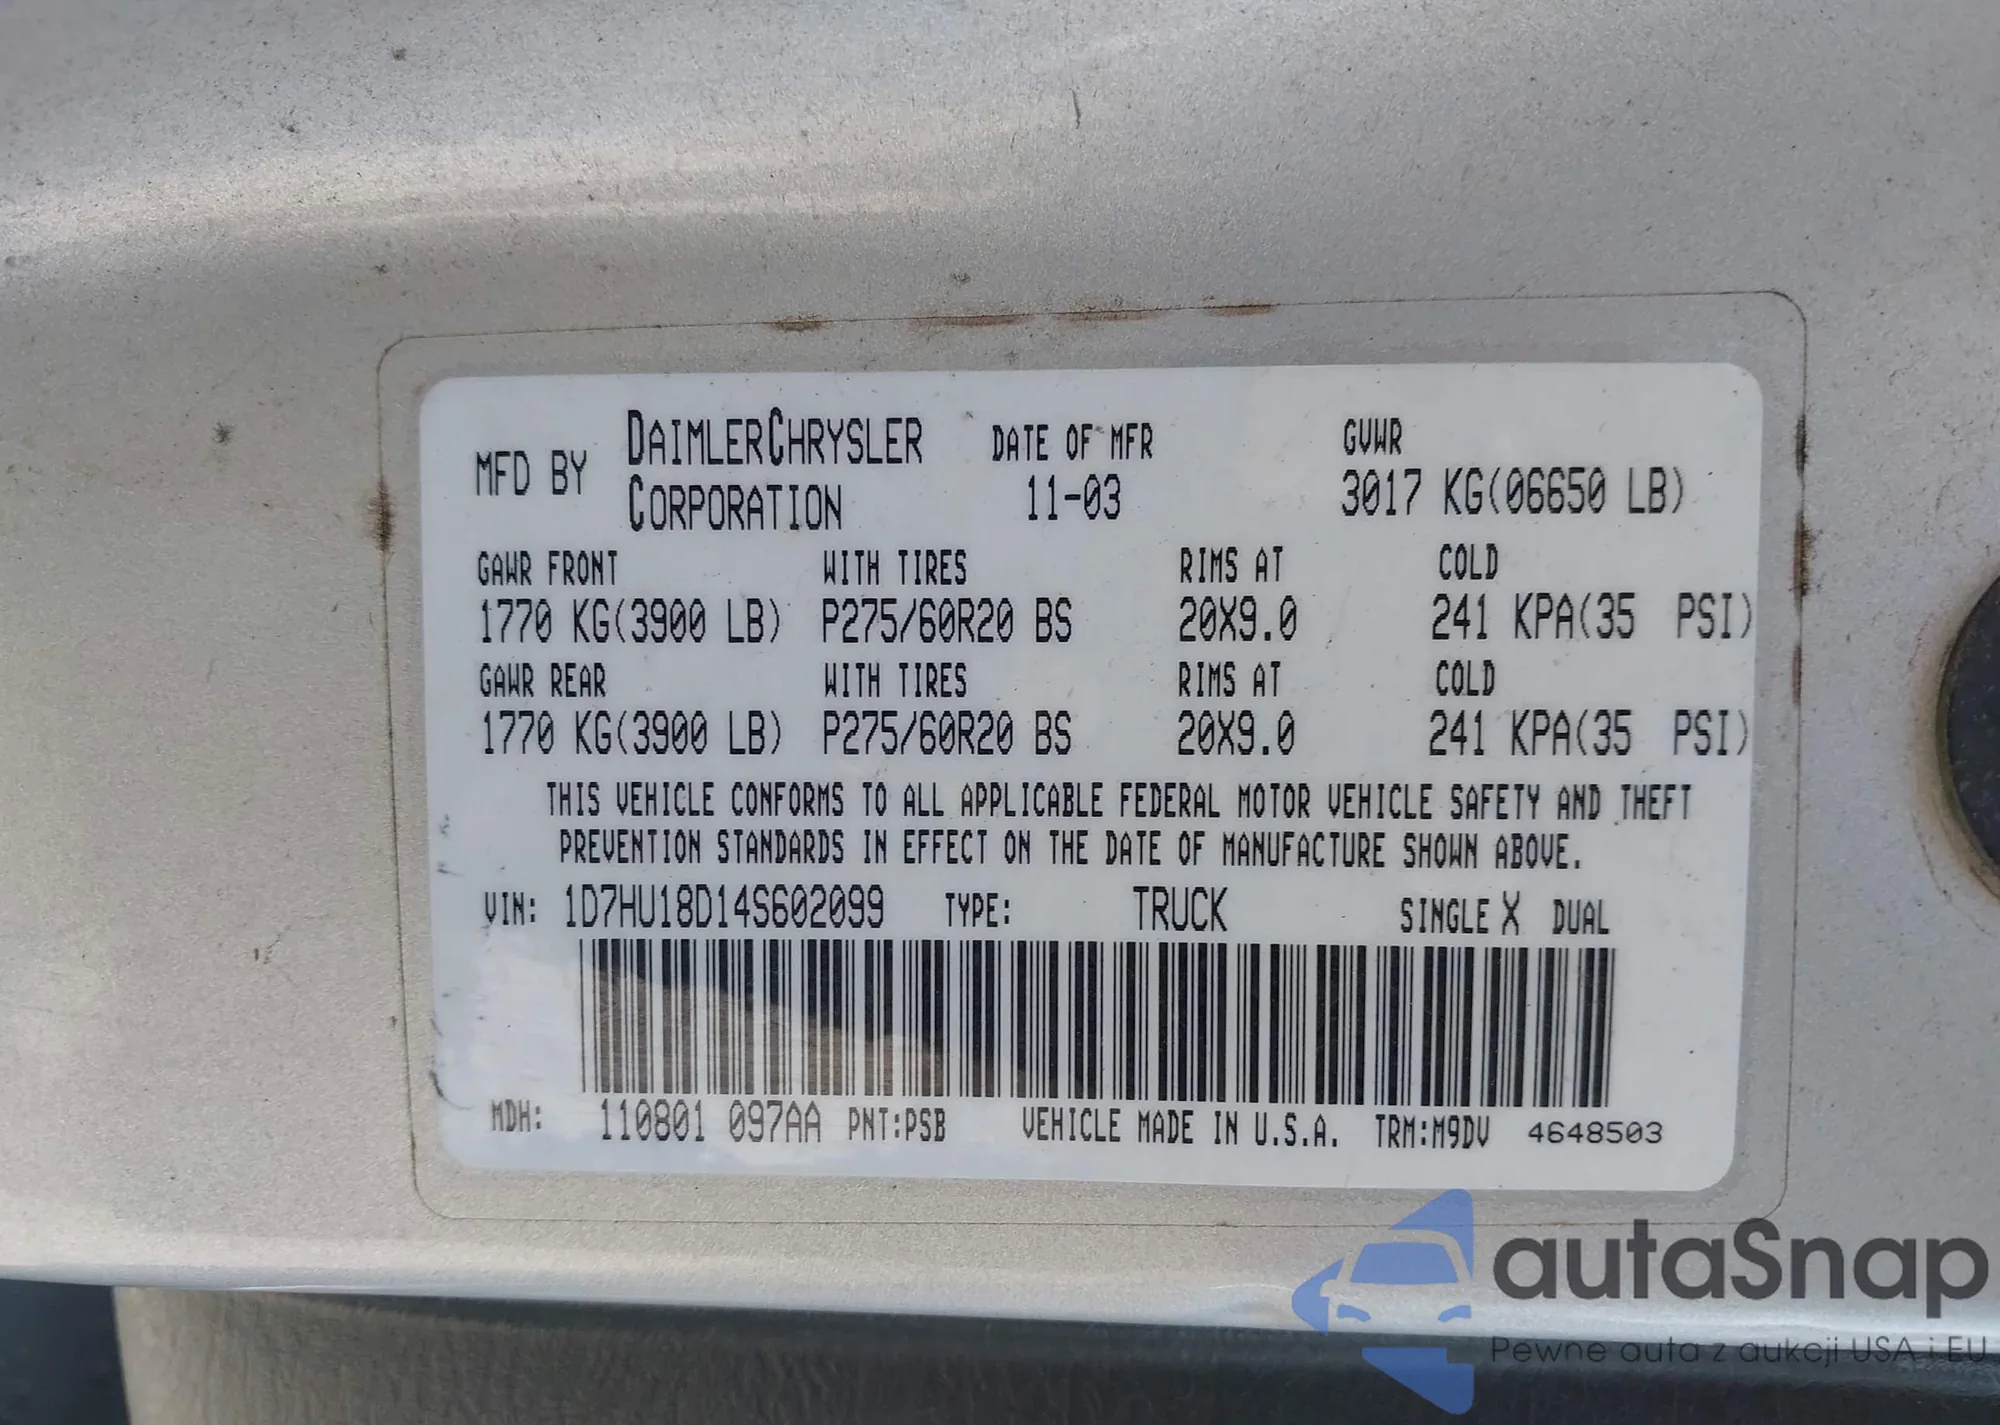 MFD BY DAIMLERCHRYSLER CORPORATION DATE OF MFR GVWR
11-03 3017 KG(06650 LB)
GAWR FRONT WITH TIRES RIMS AT COLD
1770 KG(3900 LB) P275/60R20 BS 20X9.0 241 KPA(35 PSI)
GAWR REAR WITH TIRES RIMS AT COLD
1770 KG(3900 LB) P275/60R20 BS 20X9.0 241 KPA(35 PSI)
THIS VEHICLE CONFORMS TO ALL APPLICABLE FEDERAL MOTOR VEHICLE SAFETY AND THEFT
PREVENTION STANDARDS IN EFFECT ON THE DATE OF MANUFACTURE SHOWN ABOVE.
VIN: 1D7HU18D14S602099 TYPE: TRUCK SINGLE X DUAL
MDH: 110801 097AA PNT:PSB VEHICLE MADE IN U.S.A. TRM:M9DV 4648503
autaSnap
Pewne auta z aukcji USA i EU